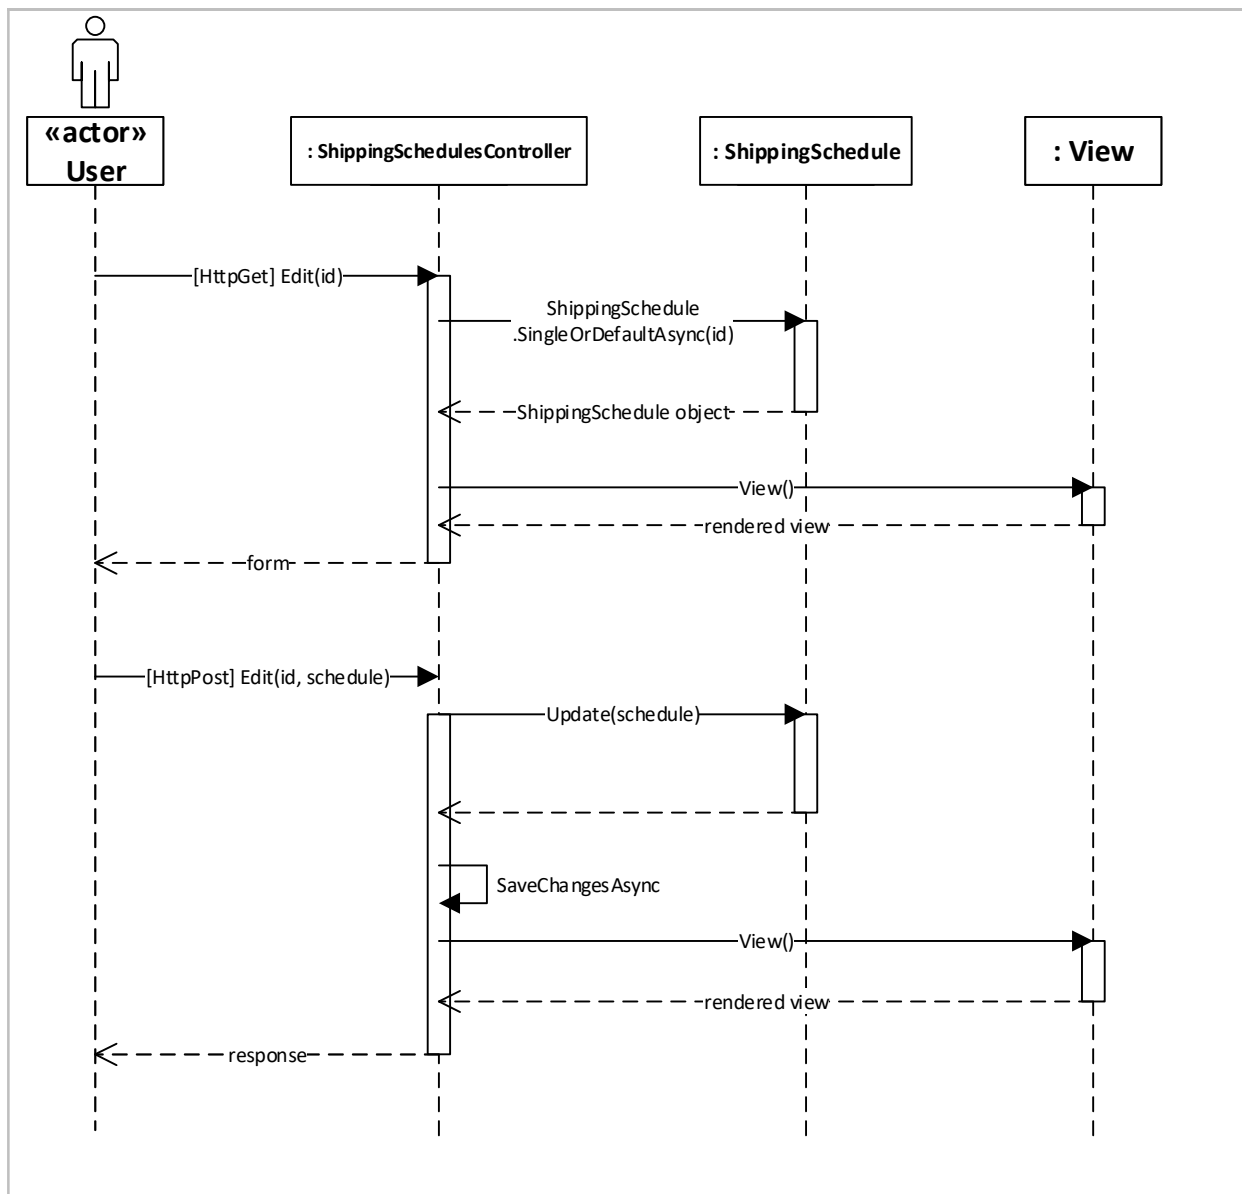 «actor»
User
: ShippingSchedulesController
: ShippingSchedule
: View
[HttpGet] Edit(id)
ShippingSchedule
.SingleOrDefaultAsync(id)
ShippingSchedule object
View()
rendered view
form
[HttpPost] Edit(id, schedule)
Update(schedule)
SaveChangesAsync
View()
rendered view
response